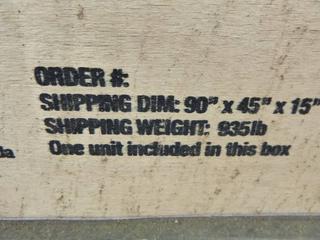 ORDER #:
SHIPPING DIM: 90" x 45" x 15"
SHIPPING WEIGHT: 935lb
One unit included in this box